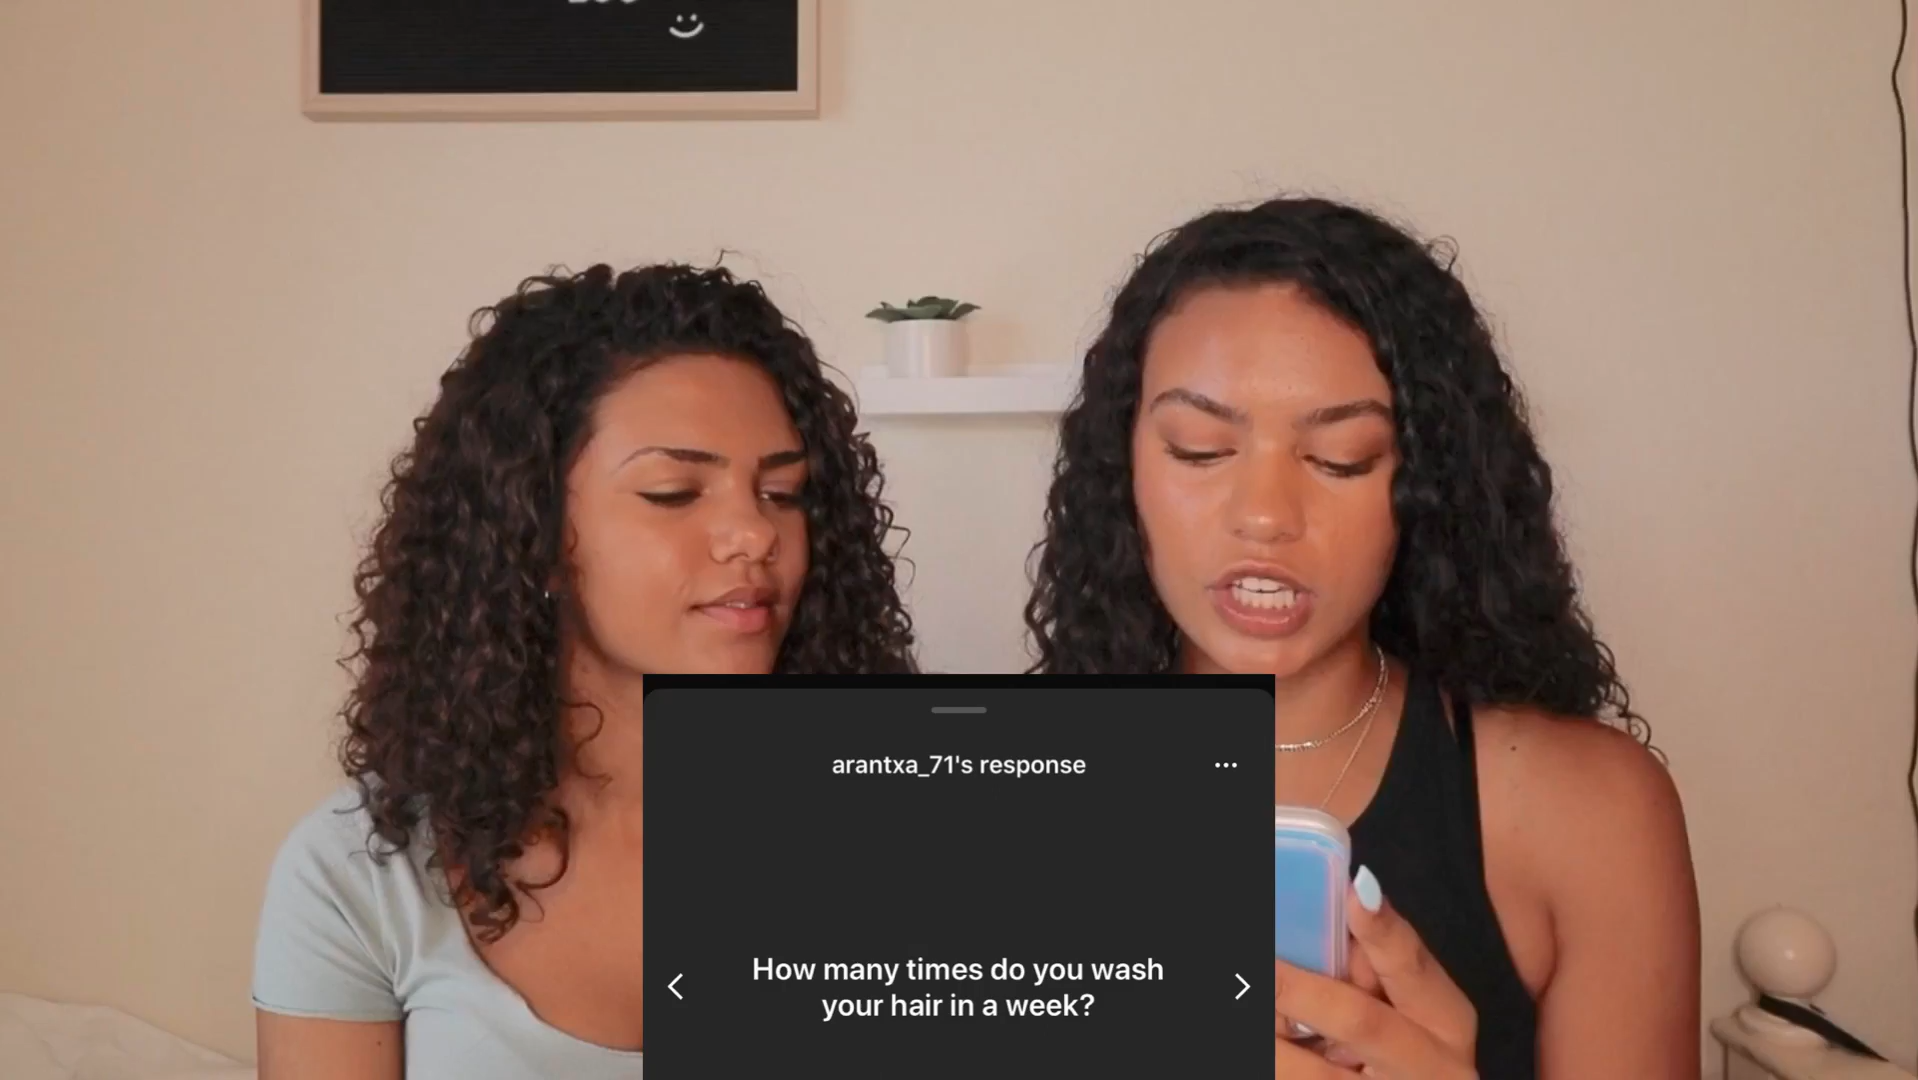 arantxa_71's response
How many times do you wash
your hair in a week?